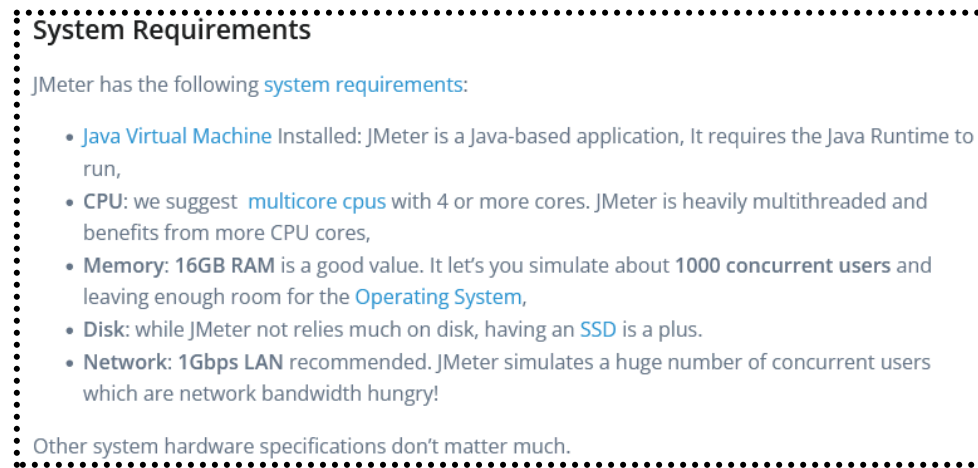 System Requirements
JMeter has the following system requirements:
• Java Virtual Machine Installed: JMeter is a Java-based application, It requires the Java Runtime to
run,
• CPU: we suggest multicore cpus with 4 or more cores. JMeter is heavily multithreaded and
benefits from more CPU cores,
• Memory: 16GB RAM is a good value. It let's you simulate about 1000 concurrent users and
leaving enough room for the Operating System,
• Disk: while JMeter not relies much on disk, having an SSD is a plus.
• Network: 1Gbps LAN recommended. JMeter simulates a huge number of concurrent users
which are network bandwidth hungry!
Other system hardware specifications don't matter much.